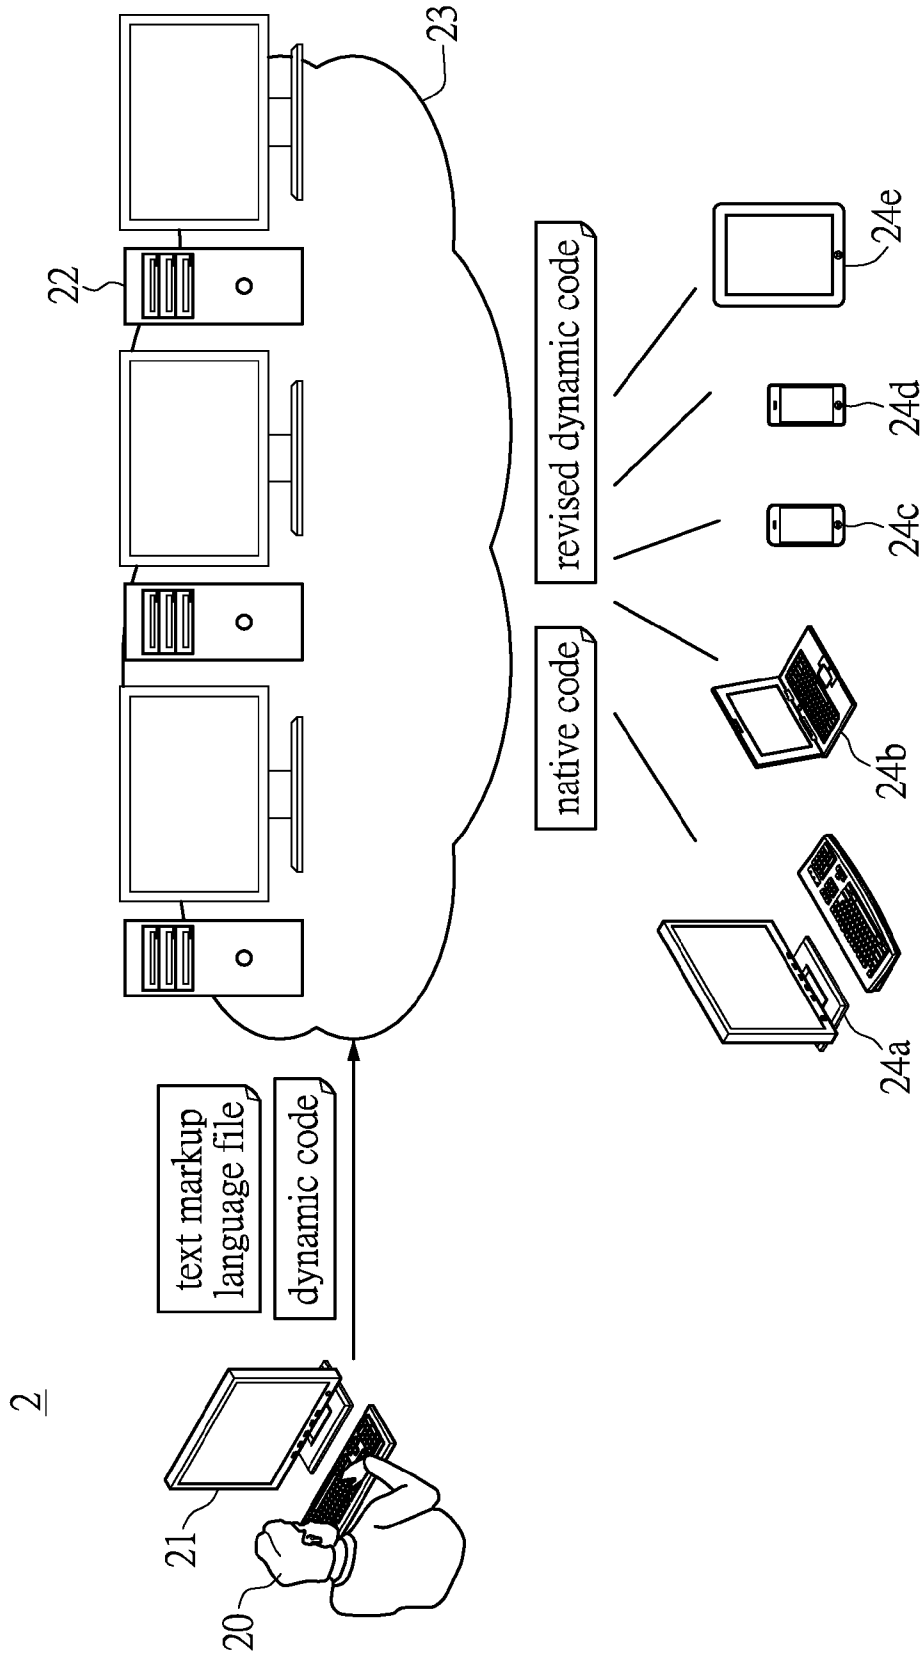 2
20
21
text markup
language file
dynamic code
22
23
native code
revised dynamic code
24a
24b
24c
24d
24e